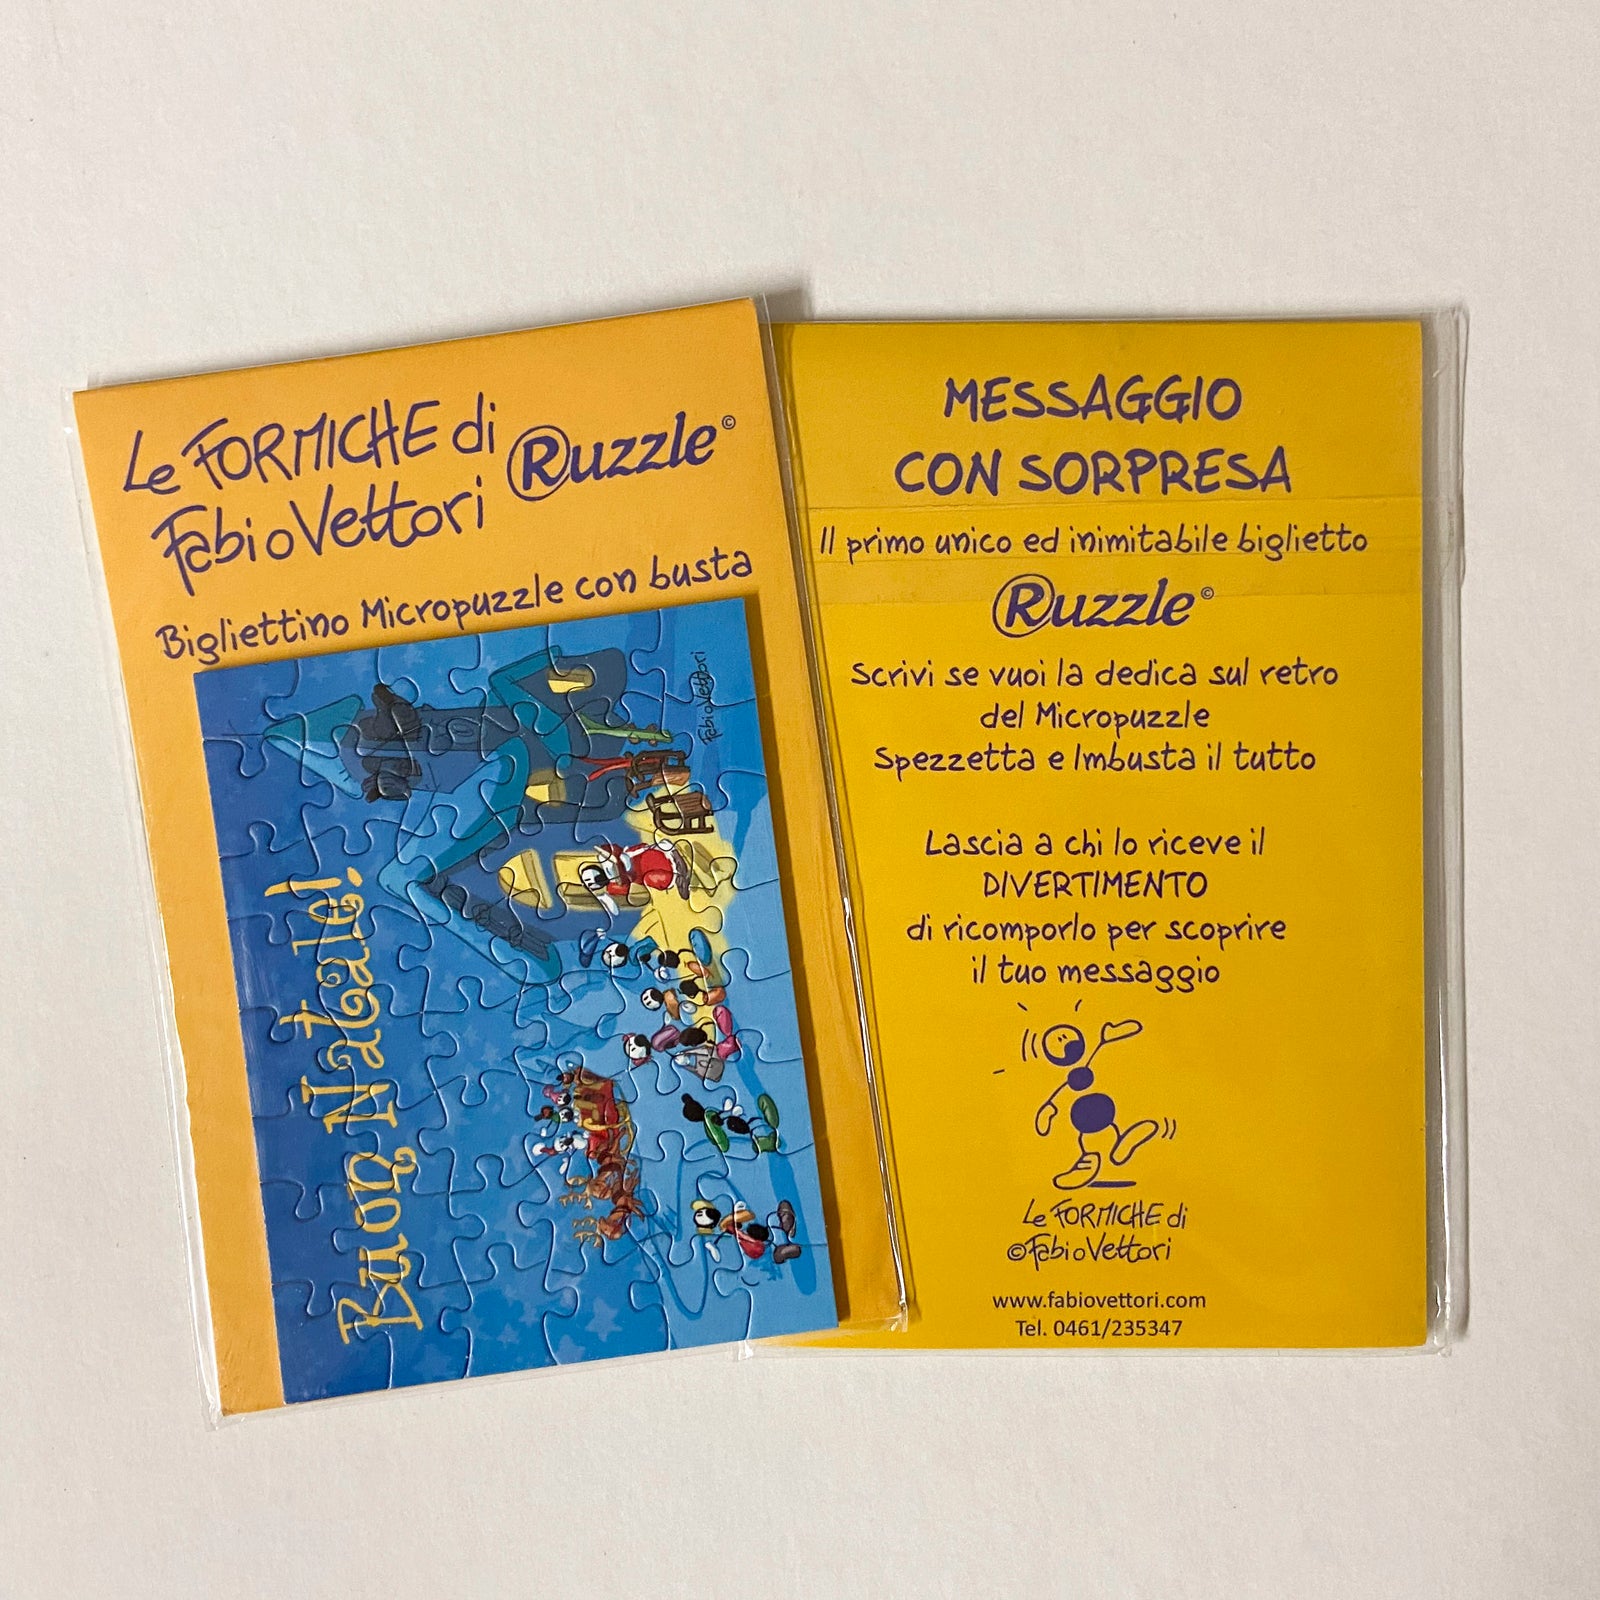 Le FORMICHE di
Fabio Vettori
Ruzzle©
Bigliettino Micropuzzle con busta
Buon Natale!
Fabio Vettori
MESSAGGIO
CON SORPRESA
Il primo unico ed inimitabile biglietto
Ruzzle©
Scrivi se vuoi la dedica sul retro
del Micropuzzle
Spezzetta e Imbusta il tutto
Lascia a chi lo riceve il
DIVERTIMENTO
di ricomporlo per scoprire
il tuo messaggio
Le FORMICHE di
©Fabio Vettori
www.fabiovettori.com
Tel. 0461/235347